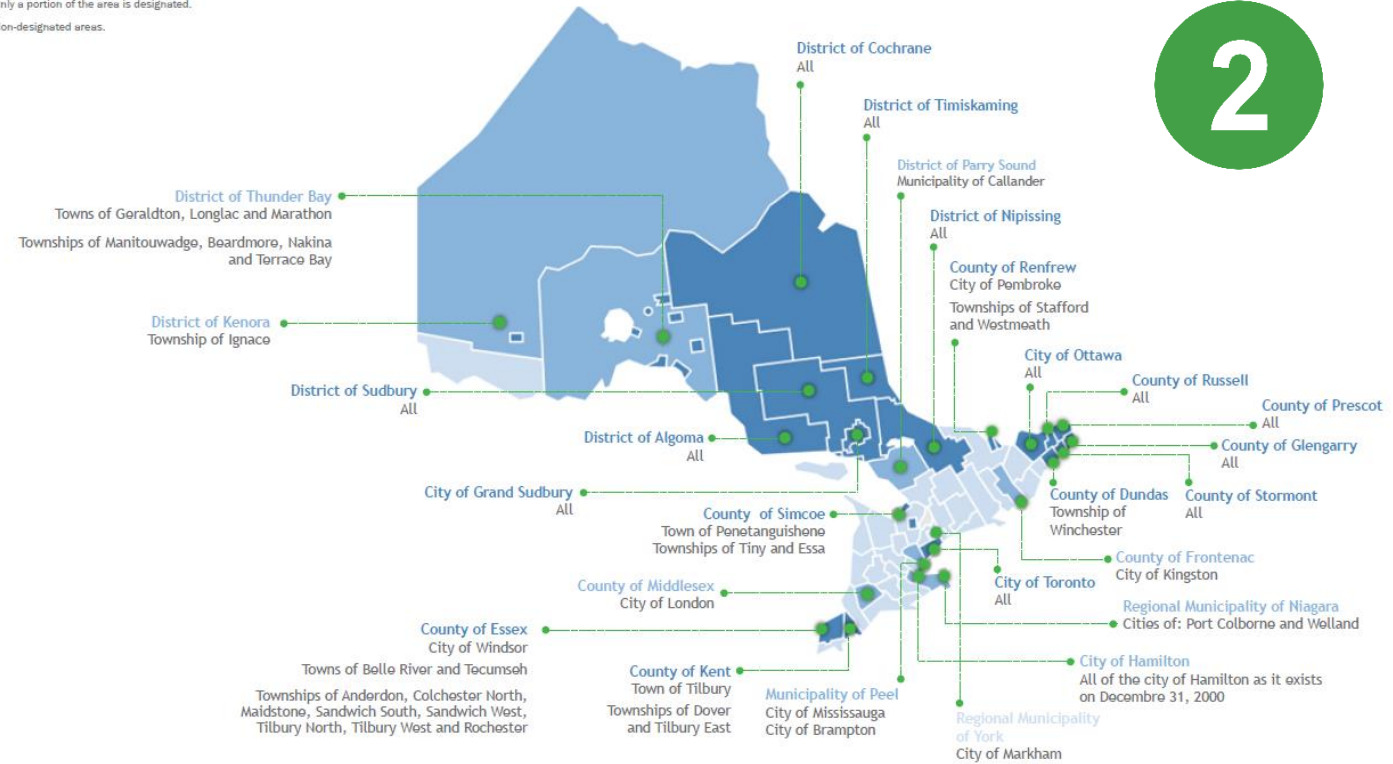 nly a portion of the area is designated.
on-designated areas.
2
District of Cochrane
All
District of Timiskaming
All
District of Parry Sound
Municipality of Callander
District of Nipissing
All
County of Renfrew
City of Pembroke
Townships of Stafford
and Westmeath
City of Ottawa
All
County of Russell
All
County of Prescot
All
County of Glengarry
All
County of Stormont
All
County of Dundas
Township of
Winchester
County of Frontenac
City of Kingston
City of Toronto
All
Regional Municipality of Niagara
Cities of: Port Colborne and Welland
City of Hamilton
All of the city of Hamilton as it exists
on Decembre 31, 2000
Regional Municipality
of York
City of Markham
Municipality of Peel
City of Mississauga
City of Brampton
County of Kent
Town of Tilbury
Townships of Dover
and Tilbury East
County of Essex
City of Windsor
Towns of Belle River and Tecumseh
Townships of Anderdon, Colchester North,
Maidstone, Sandwich South, Sandwich West,
Tilbury North, Tilbury West and Rochester
County of Middlesex
City of London
County of Simcoe
Town of Penetanguishene
Townships of Tiny and Essa
City of Grand Sudbury
All
District of Algoma
All
District of Sudbury
All
District of Kenora
Township of Ignace
District of Thunder Bay
Towns of Geraldton, Longlac and Marathon
Townships of Manitouwadge, Beardmore, Nakina
and Terrace Bay